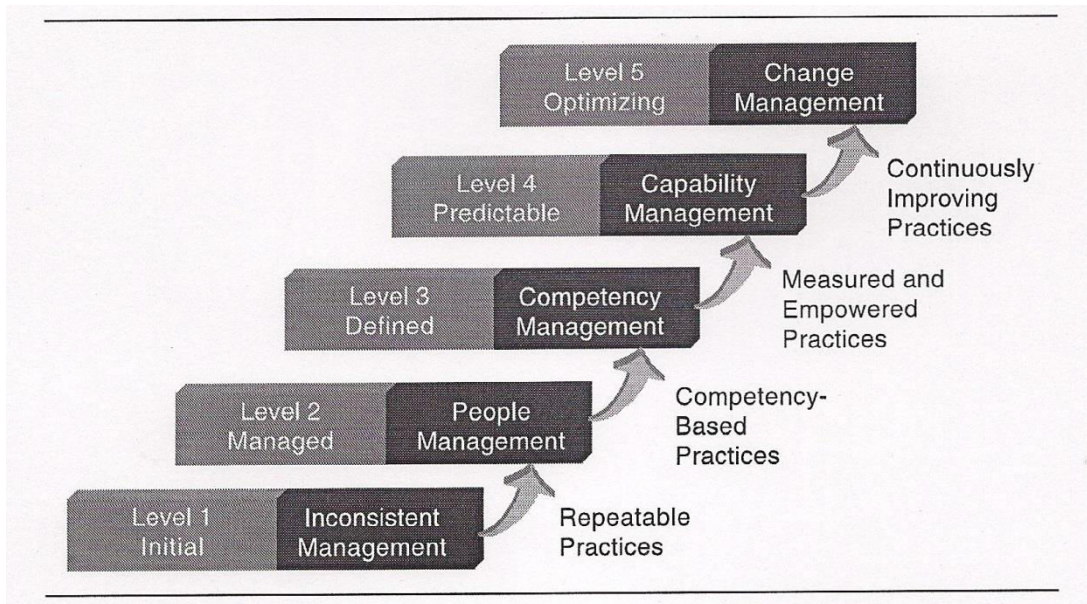 Level 5
Optimizing
Change
Management
Continuously
Improving
Practices
Level 4
Predictable
Capability
Management
Measured and
Empowered
Practices
Level 3
Defined
Competency
Management
Competency-
Based
Practices
Level 2
Managed
People
Management
Repeatable
Practices
Level 1
Initial
Inconsistent
Management